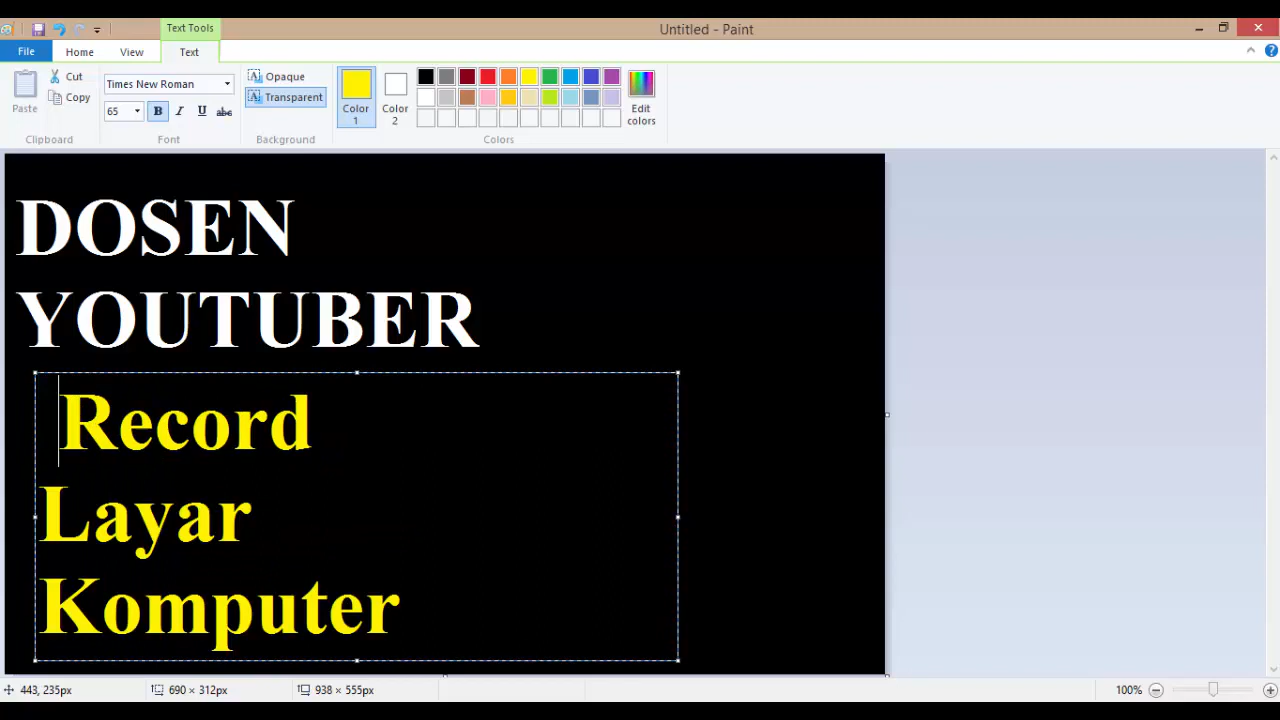 Text Tools
Untitled - Paint
File
Home
View
Text
Paste
Cut
Copy
Clipboard
Times New Roman
65
B I U abc
Font
Opaque
Transparent
Background
Color 1
Color 2
Edit colors
Colors
DOSEN
YOUTUBER
Record
Layar
Komputer
443, 235px
690 × 312px
938 × 555px
100%